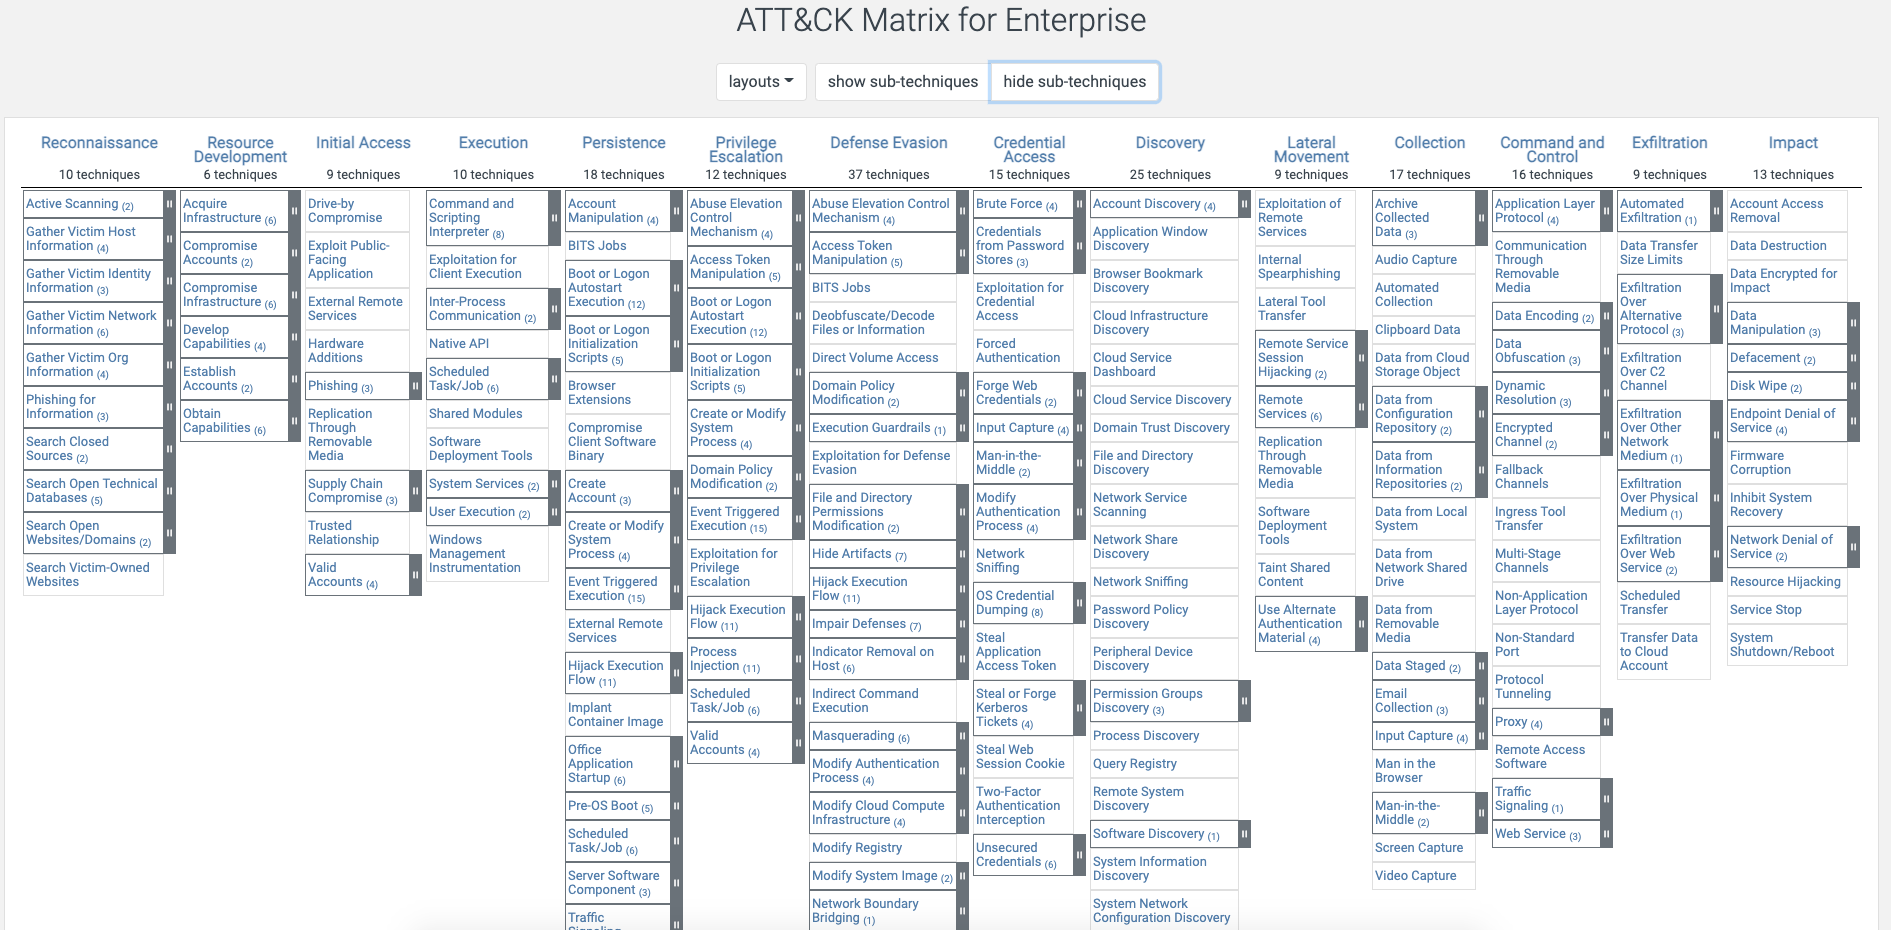 ATT&CK Matrix for Enterprise
layouts
show sub-techniques
hide sub-techniques
Reconnaissance
10 techniques
Active Scanning (2)
Gather Victim Host
Information (4)
Gather Victim Identity
Information (3)
Gather Victim Network
Information (6)
Gather Victim Org
Information (4)
Phishing for
Information (3)
Search Closed
Sources (2)
Search Open Technical
Databases (5)
Search Open
Websites/Domains (2)
Search Victim-Owned
Websites
Resource
Development
6 techniques
Acquire
Infrastructure (6)
Compromise
Accounts (2)
Compromise
Infrastructure (6)
Develop
Capabilities (4)
Establish
Accounts (2)
Obtain
Capabilities (6)
Initial Access
9 techniques
Drive-by
Compromise
Exploit Public-
Facing
Application
External Remote
Services
Hardware
Additions
Phishing (3)
Replication
Through
Removable
Media
Supply Chain
Compromise (3)
Trusted
Relationship
Valid
Accounts (4)
Execution
10 techniques
Command and
Scripting
Interpreter (8)
Exploitation for
Client Execution
Inter-Process
Communication (2)
Native API
Scheduled
Task/Job (6)
Shared Modules
Software
Deployment Tools
System Services (2)
User Execution (2)
Windows
Management
Instrumentation
Persistence
18 techniques
Account
Manipulation (4)
BITS Jobs
Boot or Logon
Autostart
Execution (12)
Boot or Logon
Initialization
Scripts (5)
Browser
Extensions
Compromise
Client Software
Binary
Create
Account (3)
Create or Modify
System
Process (4)
Event Triggered
Execution (15)
External Remote
Services
Hijack Execution
Flow (11)
Implant
Container Image
Office
Application
Startup (6)
Pre-OS Boot (5)
Scheduled
Task/Job (6)
Server Software
Component (3)
Traffic
Signaling
Privilege
Escalation
12 techniques
Abuse Elevation
Control
Mechanism (4)
Access Token
Manipulation (5)
Boot or Logon
Autostart
Execution (12)
Boot or Logon
Initialization
Scripts (5)
Create or Modify
System
Process (4)
Domain Policy
Modification (2)
Event Triggered
Execution (15)
Exploitation for
Privilege
Escalation
Hijack Execution
Flow (11)
Process
Injection (11)
Scheduled
Task/Job (6)
Valid
Accounts (4)
Defense Evasion
37 techniques
Abuse Elevation Control
Mechanism (4)
Access Token
Manipulation (5)
BITS Jobs
Deobfuscate/Decode
Files or Information
Direct Volume Access
Domain Policy
Modification (2)
Execution Guardrails (1)
Exploitation for Defense
Evasion
File and Directory
Permissions
Modification (2)
Hide Artifacts (7)
Hijack Execution
Flow (11)
Impair Defenses (7)
Indicator Removal on
Host (6)
Indirect Command
Execution
Masquerading (6)
Modify Authentication
Process (4)
Modify Cloud Compute
Infrastructure (4)
Modify Registry
Modify System Image (2)
Network Boundary
Bridging (1)
Credential
Access
15 techniques
Brute Force (4)
Credentials
from Password
Stores (3)
Exploitation for
Credential
Access
Forced
Authentication
Forge Web
Credentials (2)
Input Capture (4)
Man-in-the-
Middle (2)
Modify
Authentication
Process (4)
Network
Sniffing
OS Credential
Dumping (8)
Steal
Application
Access Token
Steal or Forge
Kerberos
Tickets (4)
Steal Web
Session Cookie
Two-Factor
Authentication
Interception
Unsecured
Credentials (6)
Discovery
25 techniques
Account Discovery (4)
Application Window
Discovery
Browser Bookmark
Discovery
Cloud Infrastructure
Discovery
Cloud Service
Dashboard
Cloud Service Discovery
Domain Trust Discovery
File and Directory
Discovery
Network Service
Scanning
Network Share
Discovery
Network Sniffing
Password Policy
Discovery
Peripheral Device
Discovery
Permission Groups
Discovery (3)
Process Discovery
Query Registry
Remote System
Discovery
Software Discovery (1)
System Information
Discovery
System Network
Configuration Discovery
Lateral
Movement
9 techniques
Exploitation of
Remote
Services
Internal
Spearphishing
Lateral Tool
Transfer
Remote Service
Session
Hijacking (2)
Remote
Services (6)
Replication
Through
Removable
Media
Software
Deployment
Tools
Taint Shared
Content
Use Alternate
Authentication
Material (4)
Collection
17 techniques
Archive
Collected
Data (3)
Audio Capture
Automated
Collection
Clipboard Data
Data from Cloud
Storage Object
Data from
Configuration
Repository (2)
Data from
Information
Repositories (2)
Data from Local
System
Data from
Network Shared
Drive
Data from
Removable
Media
Data Staged (2)
Email
Collection (3)
Input Capture (4)
Man in the
Browser
Man-in-the-
Middle (2)
Screen Capture
Video Capture
Command and
Control
16 techniques
Application Layer
Protocol (4)
Communication
Through
Removable
Media
Data Encoding (2)
Data
Obfuscation (3)
Dynamic
Resolution (3)
Encrypted
Channel (2)
Fallback
Channels
Ingress Tool
Transfer
Multi-Stage
Channels
Non-Application
Layer Protocol
Non-Standard
Port
Protocol
Tunneling
Proxy (4)
Remote Access
Software
Traffic
Signaling (1)
Web Service (3)
Exfiltration
9 techniques
Automated
Exfiltration (1)
Data Transfer
Size Limits
Exfiltration
Over
Alternative
Protocol (3)
Exfiltration
Over C2
Channel
Exfiltration
Over Other
Network
Medium (1)
Exfiltration
Over Physical
Medium (1)
Exfiltration
Over Web
Service (2)
Scheduled
Transfer
Transfer Data
to Cloud
Account
Impact
13 techniques
Account Access
Removal
Data Destruction
Data Encrypted for
Impact
Data
Manipulation (3)
Defacement (2)
Disk Wipe (2)
Endpoint Denial of
Service (4)
Firmware
Corruption
Inhibit System
Recovery
Network Denial of
Service (2)
Resource Hijacking
Service Stop
System
Shutdown/Reboot